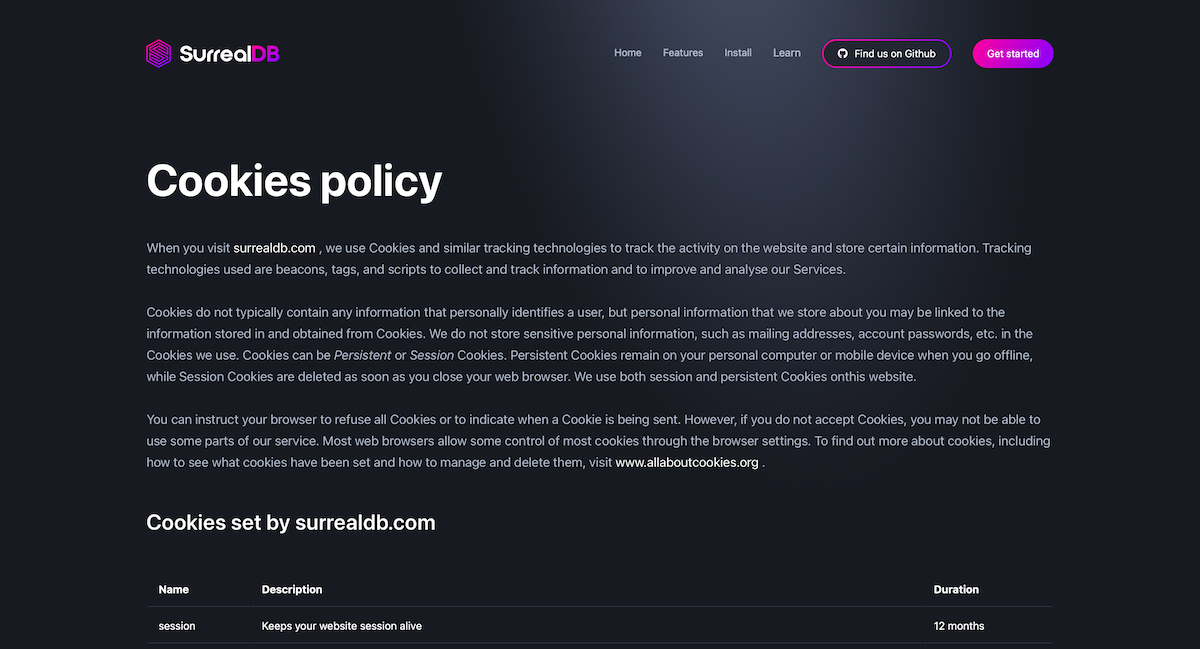 SurrealDB
Home Features Install Learn Find us on Github Get started
Cookies policy
When you visit surrealdb.com , we use Cookies and similar tracking technologies to track the activity on the website and store certain information. Tracking
technologies used are beacons, tags, and scripts to collect and track information and to improve and analyse our Services.
Cookies do not typically contain any information that personally identifies a user, but personal information that we store about you may be linked to the
information stored in and obtained from Cookies. We do not store sensitive personal information, such as mailing addresses, account passwords, etc. in the
Cookies we use. Cookies can be Persistent or Session Cookies. Persistent Cookies remain on your personal computer or mobile device when you go offline,
while Session Cookies are deleted as soon as you close your web browser. We use both session and persistent Cookies onthis website.
You can instruct your browser to refuse all Cookies or to indicate when a Cookie is being sent. However, if you do not accept Cookies, you may not be able to
use some parts of our service. Most web browsers allow some control of most cookies through the browser settings. To find out more about cookies, including
how to see what cookies have been set and how to manage and delete them, visit www.allaboutcookies.org .
Cookies set by surrealdb.com
Name Description Duration
session Keeps your website session alive 12 months